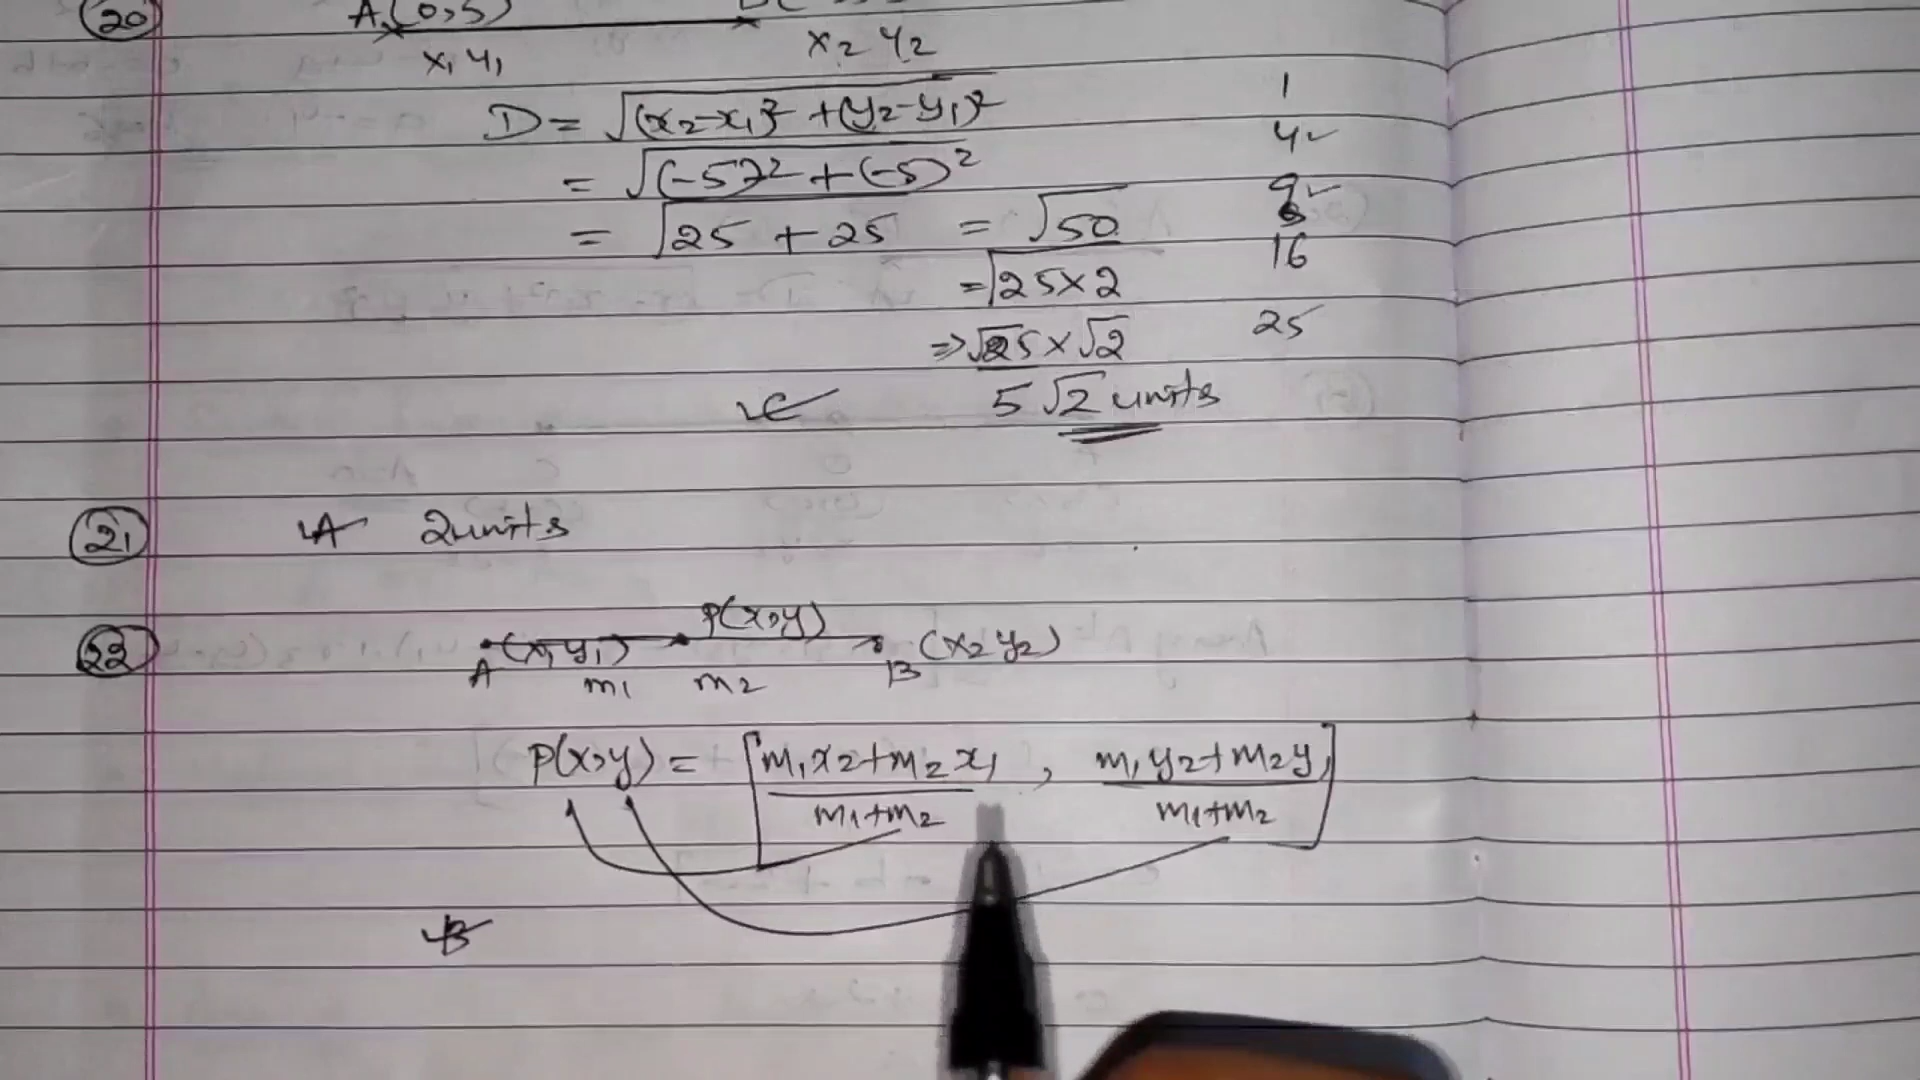 20 A(0,5)
x1 y1 x2 y2
D = √(x2-x1)² + (y2-y1)²
= √(-5)² + (-5)²
= √25 + 25 = √50
= √25×2
⇒ √25 × √2
5√2 units
C
1
4
9
16
25
21 A 2units
22 P(x,y)
(x1 y1) (x2 y2)
A m1 m2 B
P(x,y) = [m1x2+m2x1 / m1+m2 , m1y2+m2y1 / m1+m2]
B